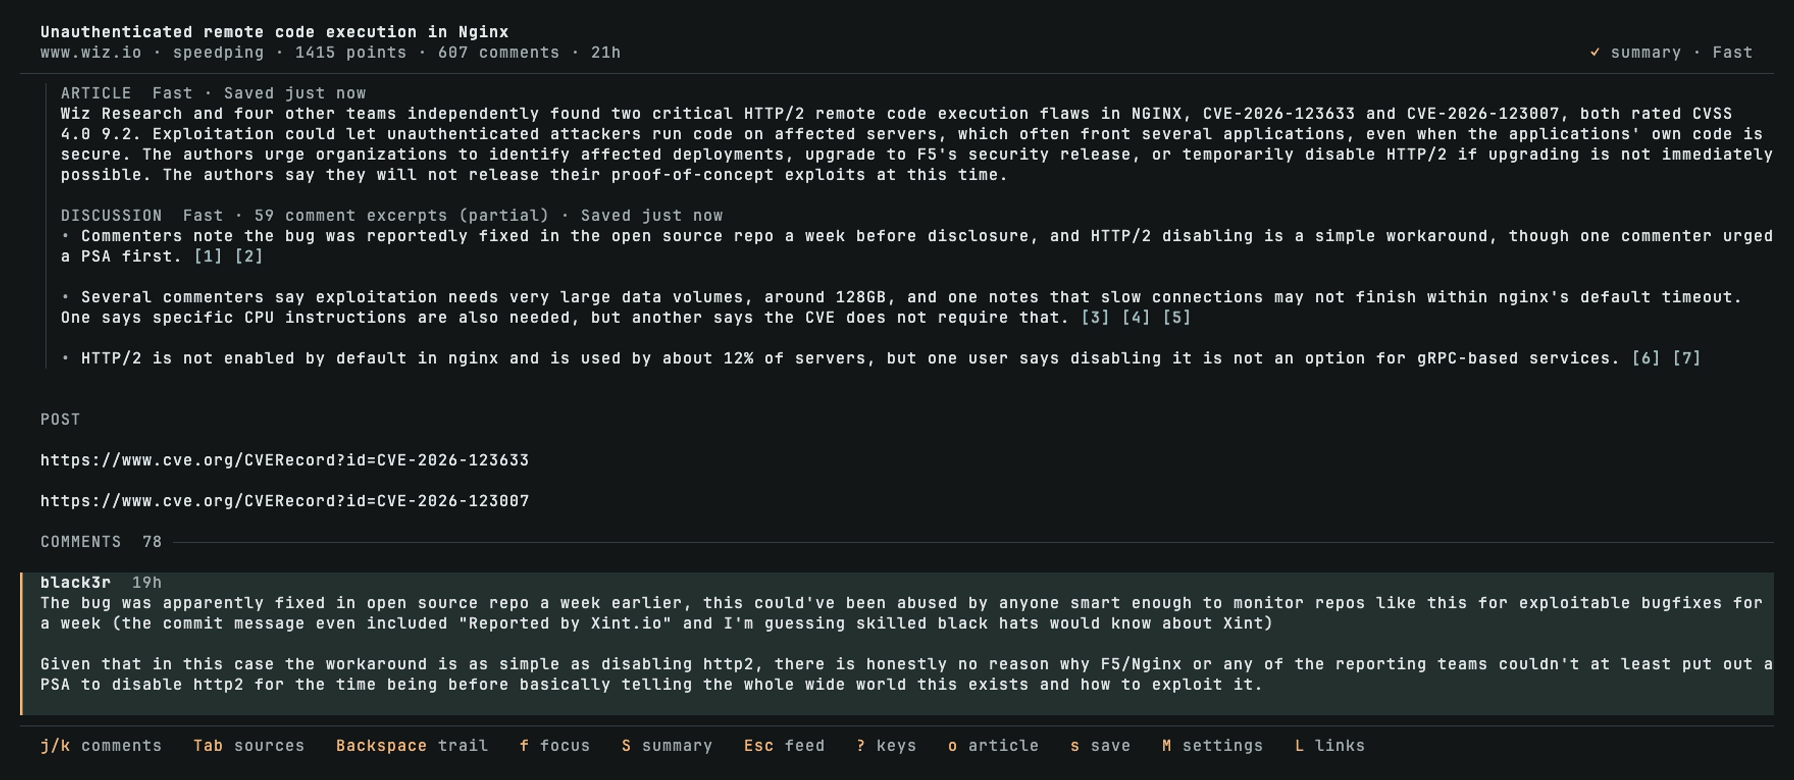 Unauthenticated remote code execution in Nginx
www.wiz.io · speedping · 1415 points · 607 comments · 21h
✓ summary · Fast
ARTICLE Fast · Saved just now
Wiz Research and four other teams independently found two critical HTTP/2 remote code execution flaws in NGINX, CVE-2026-123633 and CVE-2026-123007, both rated CVSS
4.0 9.2. Exploitation could let unauthenticated attackers run code on affected servers, which often front several applications, even when the applications' own code is
secure. The authors urge organizations to identify affected deployments, upgrade to F5's security release, or temporarily disable HTTP/2 if upgrading is not immediately
possible. The authors say they will not release their proof-of-concept exploits at this time.
DISCUSSION Fast · 59 comment excerpts (partial) · Saved just now
• Commenters note the bug was reportedly fixed in the open source repo a week before disclosure, and HTTP/2 disabling is a simple workaround, though one commenter urged
a PSA first. [1] [2]
• Several commenters say exploitation needs very large data volumes, around 128GB, and one notes that slow connections may not finish within nginx's default timeout.
One says specific CPU instructions are also needed, but another says the CVE does not require that. [3] [4] [5]
• HTTP/2 is not enabled by default in nginx and is used by about 12% of servers, but one user says disabling it is not an option for gRPC-based services. [6] [7]
POST
https://www.cve.org/CVERecord?id=CVE-2026-123633
https://www.cve.org/CVERecord?id=CVE-2026-123007
COMMENTS 78
black3r 19h
The bug was apparently fixed in open source repo a week earlier, this could've been abused by anyone smart enough to monitor repos like this for exploitable bugfixes for
a week (the commit message even included "Reported by Xint.io" and I'm guessing skilled black hats would know about Xint)
Given that in this case the workaround is as simple as disabling http2, there is honestly no reason why F5/Nginx or any of the reporting teams couldn't at least put out a
PSA to disable http2 for the time being before basically telling the whole wide world this exists and how to exploit it.
j/k comments Tab sources Backspace trail f focus S summary Esc feed ? keys o article s save M settings L links